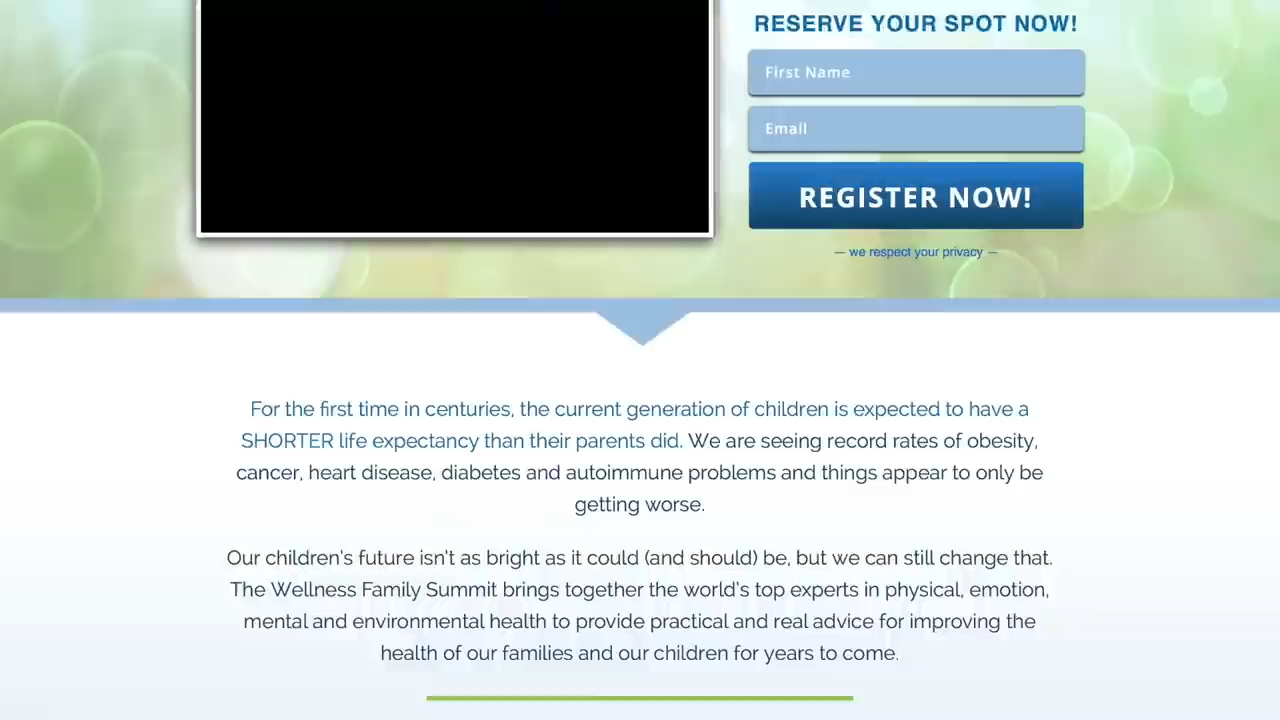 RESERVE YOUR SPOT NOW!
First Name
Email
REGISTER NOW!
— we respect your privacy —
For the first time in centuries, the current generation of children is expected to have a
SHORTER life expectancy than their parents did. We are seeing record rates of obesity,
cancer, heart disease, diabetes and autoimmune problems and things appear to only be
getting worse.
Our children's future isn't as bright as it could (and should) be, but we can still change that.
The Wellness Family Summit brings together the world's top experts in physical, emotion,
mental and environmental health to provide practical and real advice for improving the
health of our families and our children for years to come.